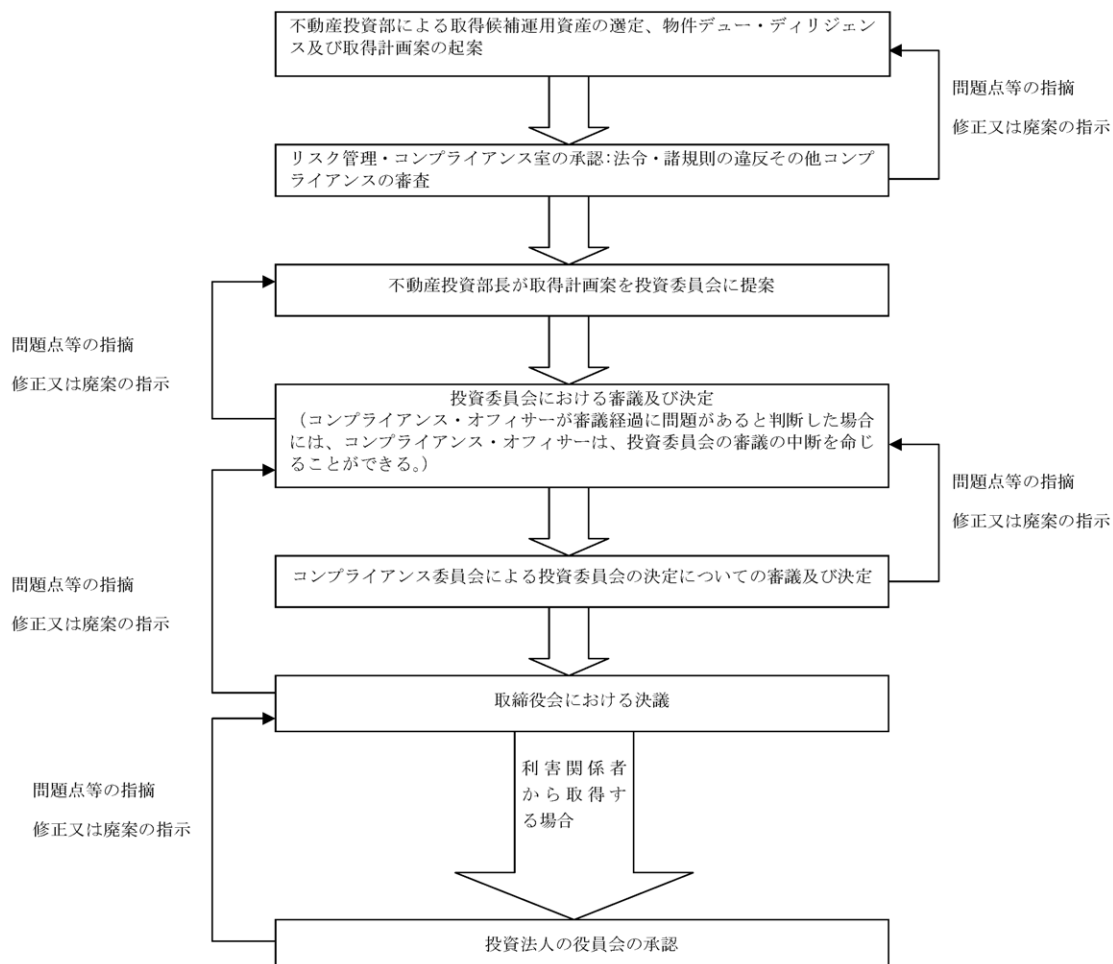 不動産投資部による取得候補運用資産の選定、物件デュー・ディリジェン
ス及び取得計画案の起案
問題点等の指摘
修正又は廃案の指示
リスク管理・コンプライアンス室の承認:法令・諸規則の違反その他コンプ
ライアンスの審査
不動産投資部長が取得計画案を投資委員会に提案
問題点等の指摘
修正又は廃案の指示
投資委員会における審議及び決定
（コンプライアンス・オフィサーが審議経過に問題があると判断した場合
には、コンプライアンス・オフィサーは、投資委員会の審議の中断を命じ
ることができる。）
問題点等の指摘
修正又は廃案の指示
コンプライアンス委員会による投資委員会の決定についての審議及び決定
問題点等の指摘
修正又は廃案の指示
取締役会における決議
利害関係者
から取得す
る場合
問題点等の指摘
修正又は廃案の指示
投資法人の役員会の承認